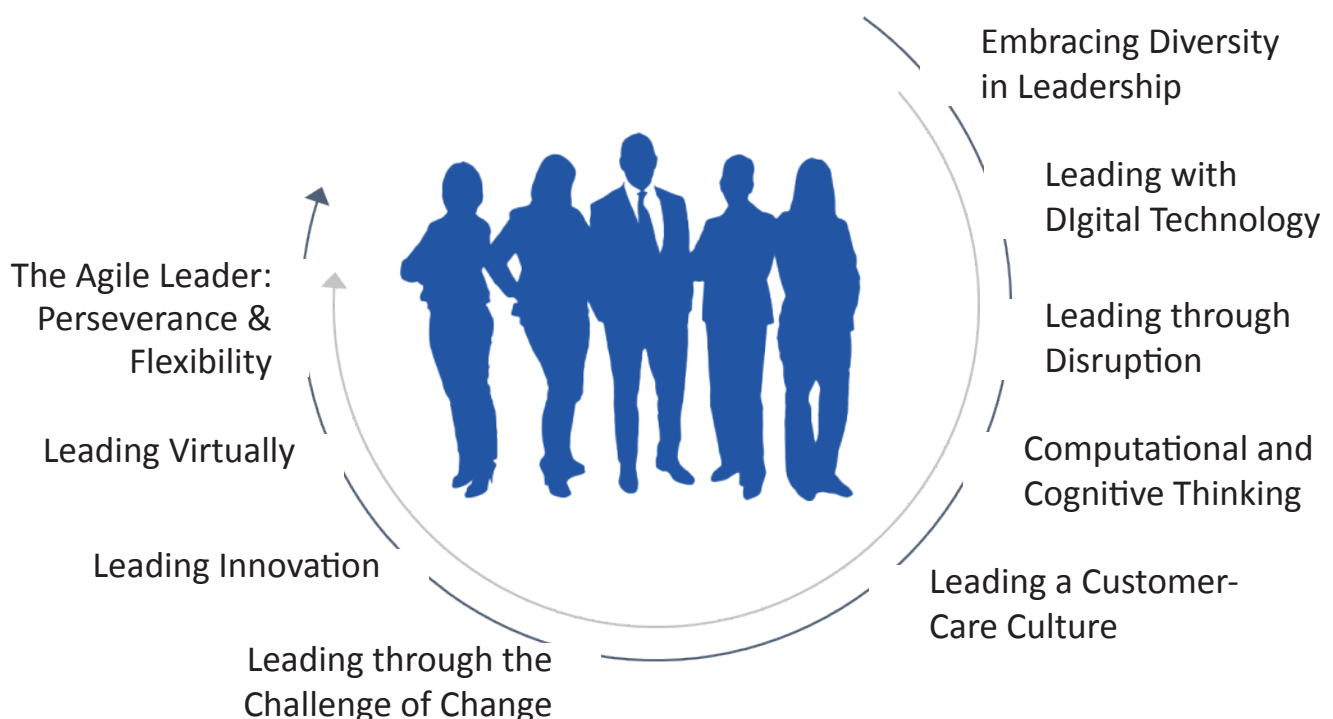 Embracing Diversity
in Leadership
Leading with
DIgital Technology
Leading through
Disruption
Computational and
Cognitive Thinking
Leading a Customer-
Care Culture
Leading through the
Challenge of Change
Leading Innovation
Leading Virtually
The Agile Leader:
Perseverance &
Flexibility